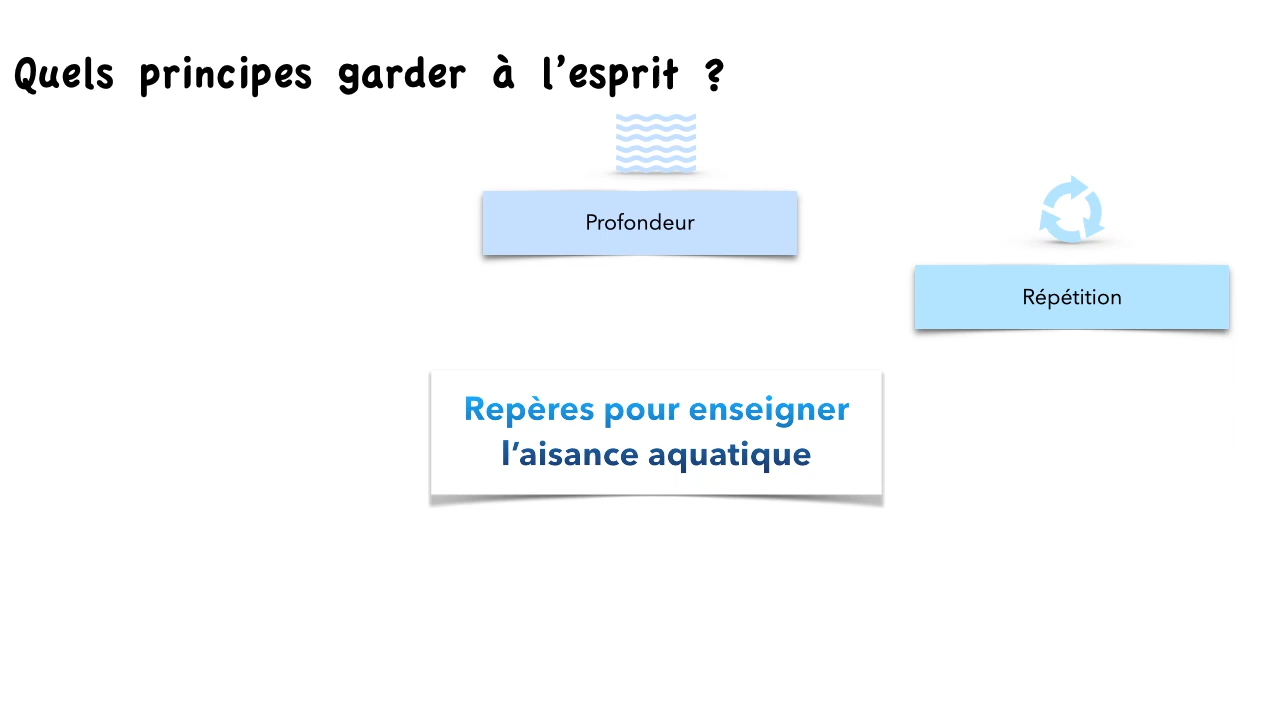 Quels principes garder à l’esprit ?
Profondeur
Répétition
Repères pour enseigner
l’aisance aquatique